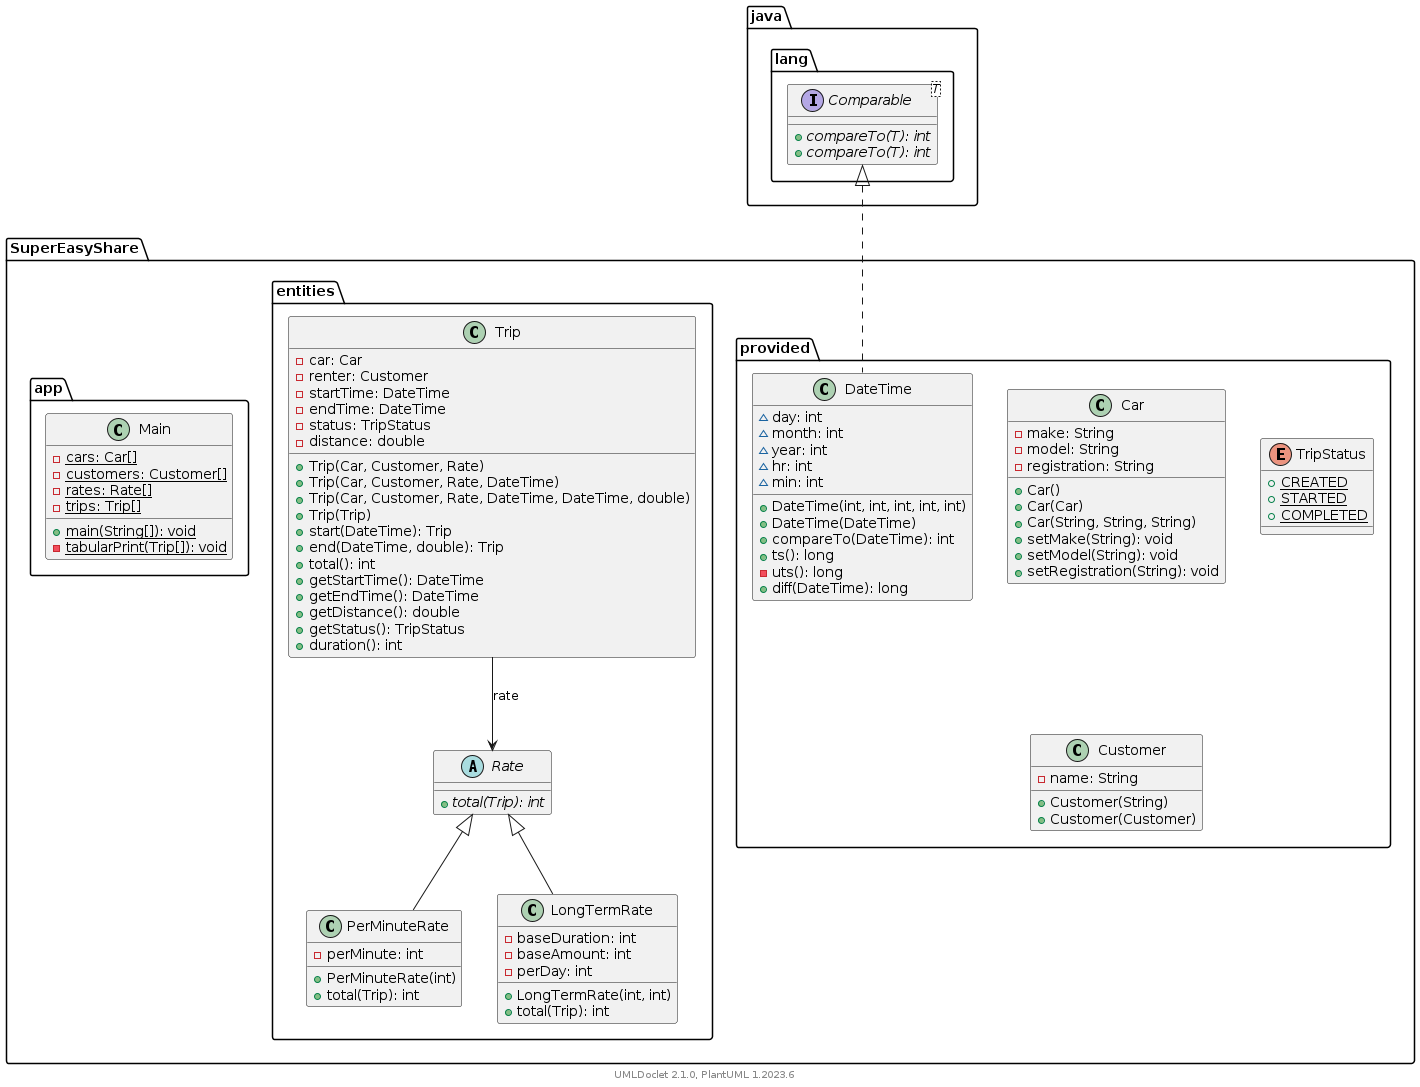 java
lang
T
I Comparable
compareTo(T): int
compareTo(T): int
SuperEasyShare
app
C Main
cars: Car[]
customers: Customer[]
rates: Rate[]
trips: Trip[]
main(String[]): void
tabularPrint(Trip[]): void
entities
C Trip
car: Car
renter: Customer
startTime: DateTime
endTime: DateTime
status: TripStatus
distance: double
Trip(Car, Customer, Rate)
Trip(Car, Customer, Rate, DateTime)
Trip(Car, Customer, Rate, DateTime, DateTime, double)
Trip(Trip)
start(DateTime): Trip
end(DateTime, double): Trip
total(): int
getStartTime(): DateTime
getEndTime(): DateTime
getDistance(): double
getStatus(): TripStatus
duration(): int
rate
A Rate
total(Trip): int
C PerMinuteRate
perMinute: int
PerMinuteRate(int)
total(Trip): int
C LongTermRate
baseDuration: int
baseAmount: int
perDay: int
LongTermRate(int, int)
total(Trip): int
provided
C DateTime
day: int
month: int
year: int
hr: int
min: int
DateTime(int, int, int, int, int)
DateTime(DateTime)
compareTo(DateTime): int
ts(): long
uts(): long
diff(DateTime): long
C Car
make: String
model: String
registration: String
Car()
Car(Car)
Car(String, String, String)
setMake(String): void
setModel(String): void
setRegistration(String): void
E TripStatus
CREATED
STARTED
COMPLETED
C Customer
name: String
Customer(String)
Customer(Customer)
UMLDoclet 2.1.0, PlantUML 1.2023.6